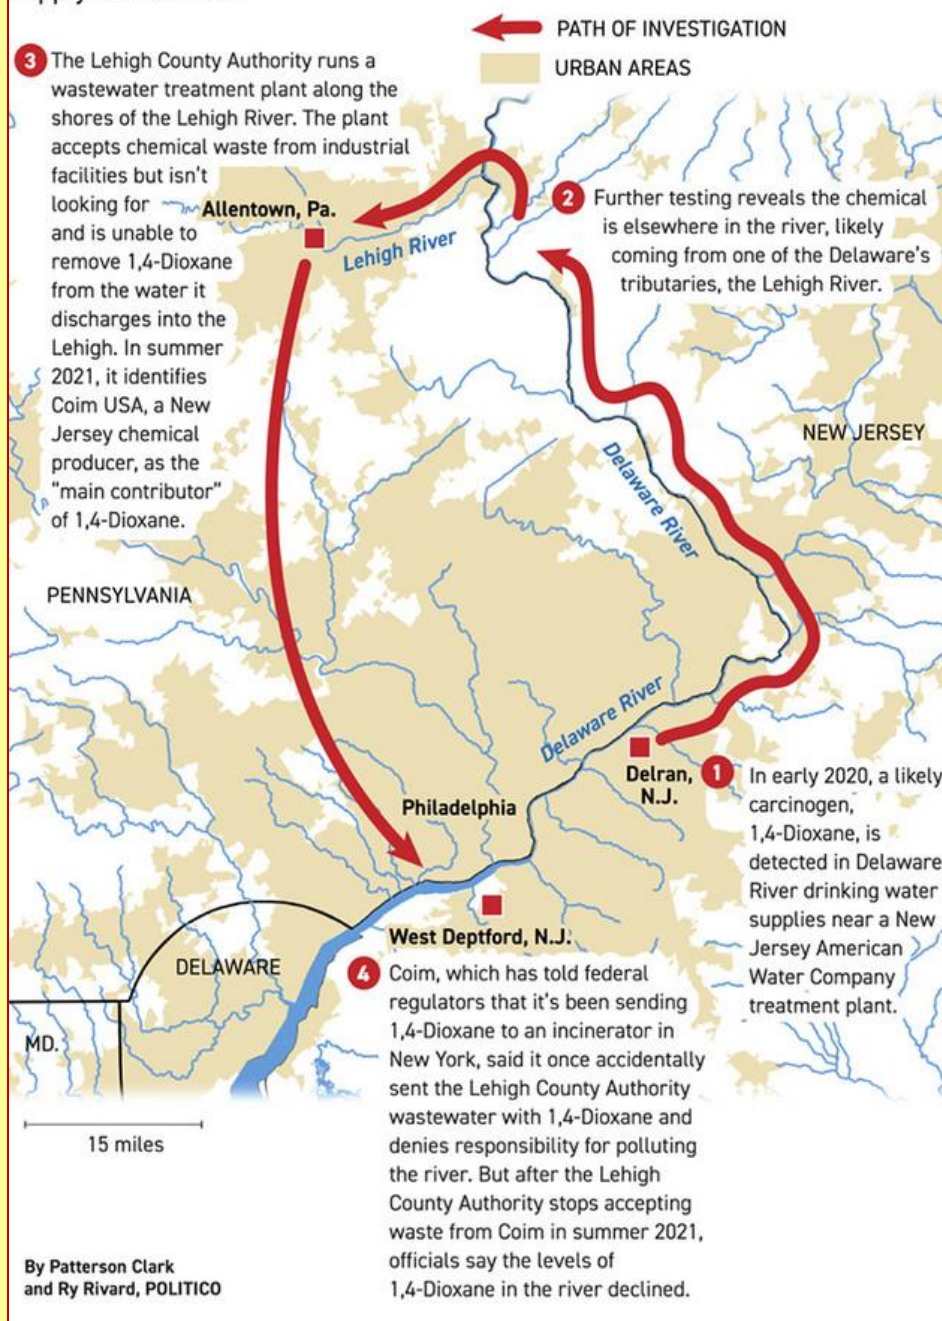 PATH OF INVESTIGATION
URBAN AREAS
3 The Lehigh County Authority runs a
wastewater treatment plant along the
shores of the Lehigh River. The plant
accepts chemical waste from industrial
facilities but isn't
looking for
and is unable to
remove 1,4-Dioxane
from the water it
discharges into the
Lehigh. In summer
2021, it identifies
Coim USA, a New
Jersey chemical
producer, as the
"main contributor"
of 1,4-Dioxane.
Allentown, Pa.
Lehigh River
2 Further testing reveals the chemical
is elsewhere in the river, likely
coming from one of the Delaware's
tributaries, the Lehigh River.
NEW JERSEY
Delaware River
PENNSYLVANIA
Delaware River
Delran,
N.J.
1 In early 2020, a likely
carcinogen,
1,4-Dioxane, is
detected in Delaware
River drinking water
supplies near a New
Jersey American
Water Company
treatment plant.
Philadelphia
West Deptford, N.J.
DELAWARE
MD.
4 Coim, which has told federal
regulators that it's been sending
1,4-Dioxane to an incinerator in
New York, said it once accidentally
sent the Lehigh County Authority
wastewater with 1,4-Dioxane and
denies responsibility for polluting
the river. But after the Lehigh
County Authority stops accepting
waste from Coim in summer 2021,
officials say the levels of
1,4-Dioxane in the river declined.
15 miles
By Patterson Clark
and Ry Rivard, POLITICO